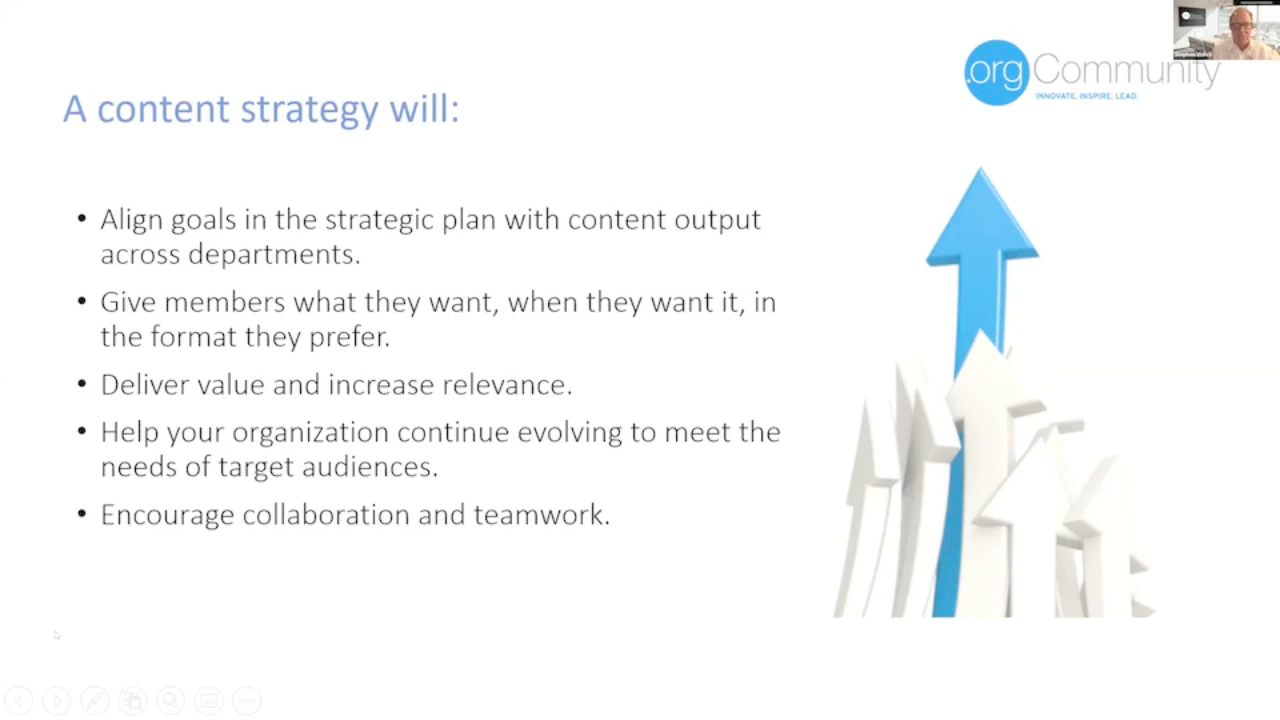 .org Community
INNOVATE. INSPIRE. LEAD.
A content strategy will:
• Align goals in the strategic plan with content output
across departments.
• Give members what they want, when they want it, in
the format they prefer.
• Deliver value and increase relevance.
• Help your organization continue evolving to meet the
needs of target audiences.
• Encourage collaboration and teamwork.